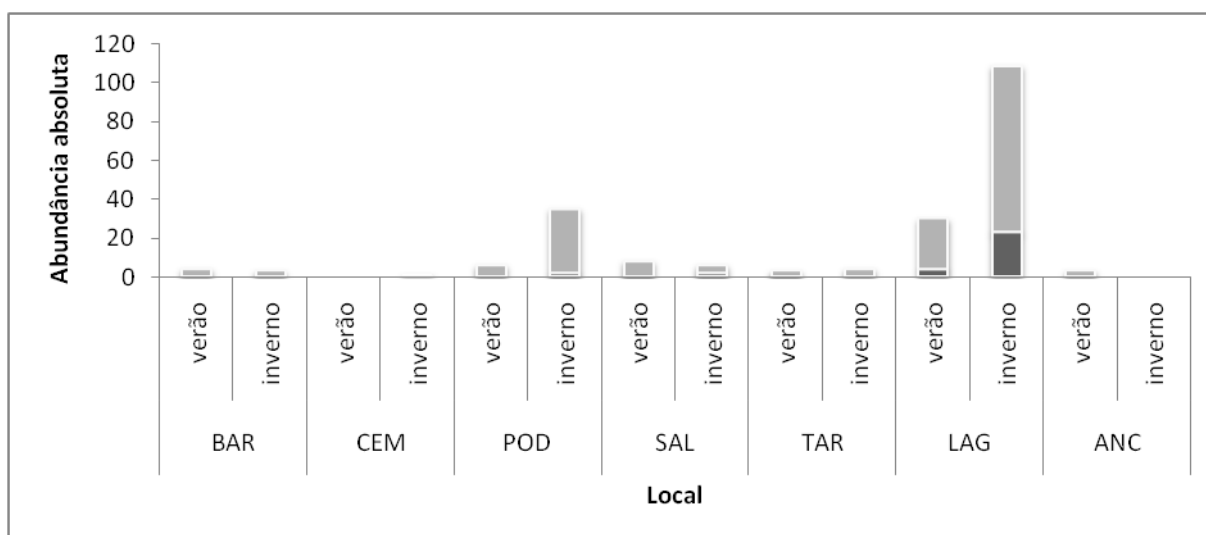 Abundância absoluta
120
100
80
60
40
20
0
verão inverno verão inverno verão inverno verão inverno verão inverno verão inverno verão inverno
BAR CEM POD SAL TAR LAG ANC
Local